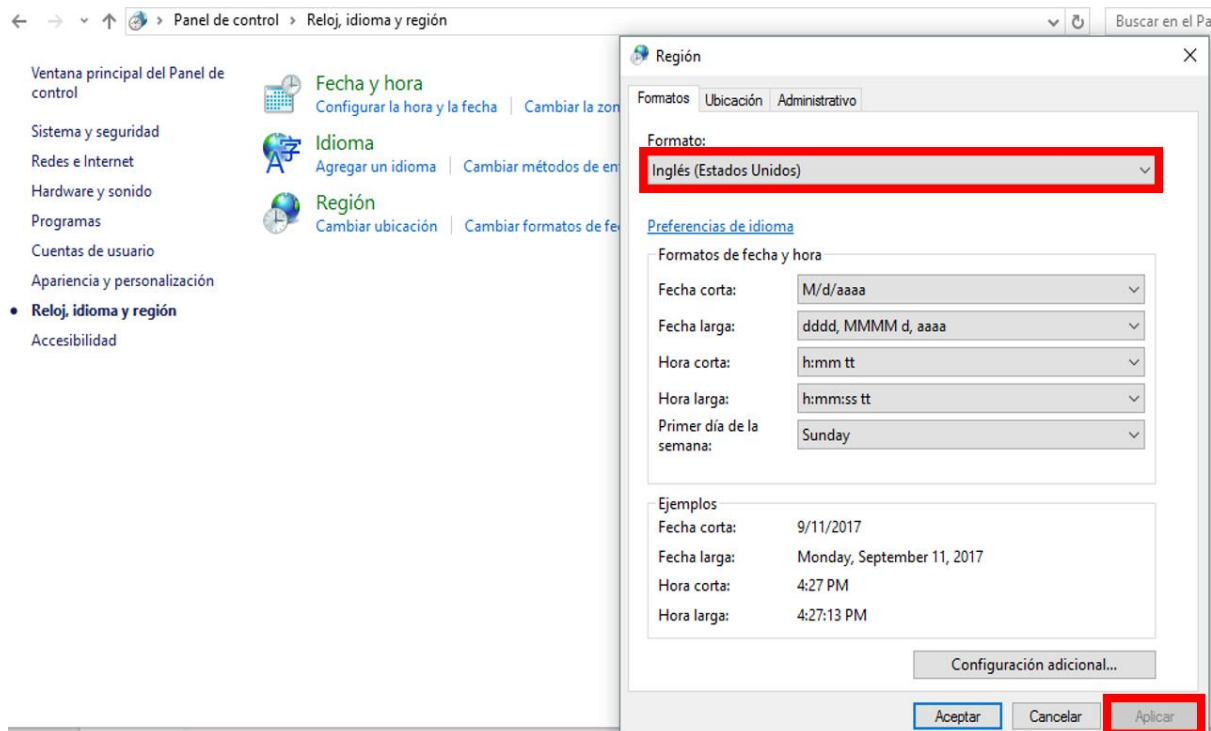 Panel de control > Reloj, idioma y región
Buscar en el Pa
Ventana principal del Panel de
control
Sistema y seguridad
Redes e Internet
Hardware y sonido
Programas
Cuentas de usuario
Apariencia y personalización
Reloj, idioma y región
Accesibilidad
Fecha y hora
Configurar la hora y la fecha | Cambiar la zon
Idioma
Agregar un idioma | Cambiar métodos de en
Región
Cambiar ubicación | Cambiar formatos de fe
Región
Formatos Ubicación Administrativo
Formato:
Inglés (Estados Unidos)
Preferencias de idioma
Formatos de fecha y hora
Fecha corta: M/d/aaaa
Fecha larga: dddd, MMMM d, aaaa
Hora corta: h:mm tt
Hora larga: h:mm:ss tt
Primer día de la
semana: Sunday
Ejemplos
Fecha corta: 9/11/2017
Fecha larga: Monday, September 11, 2017
Hora corta: 4:27 PM
Hora larga: 4:27:13 PM
Configuración adicional...
Aceptar Cancelar Aplicar